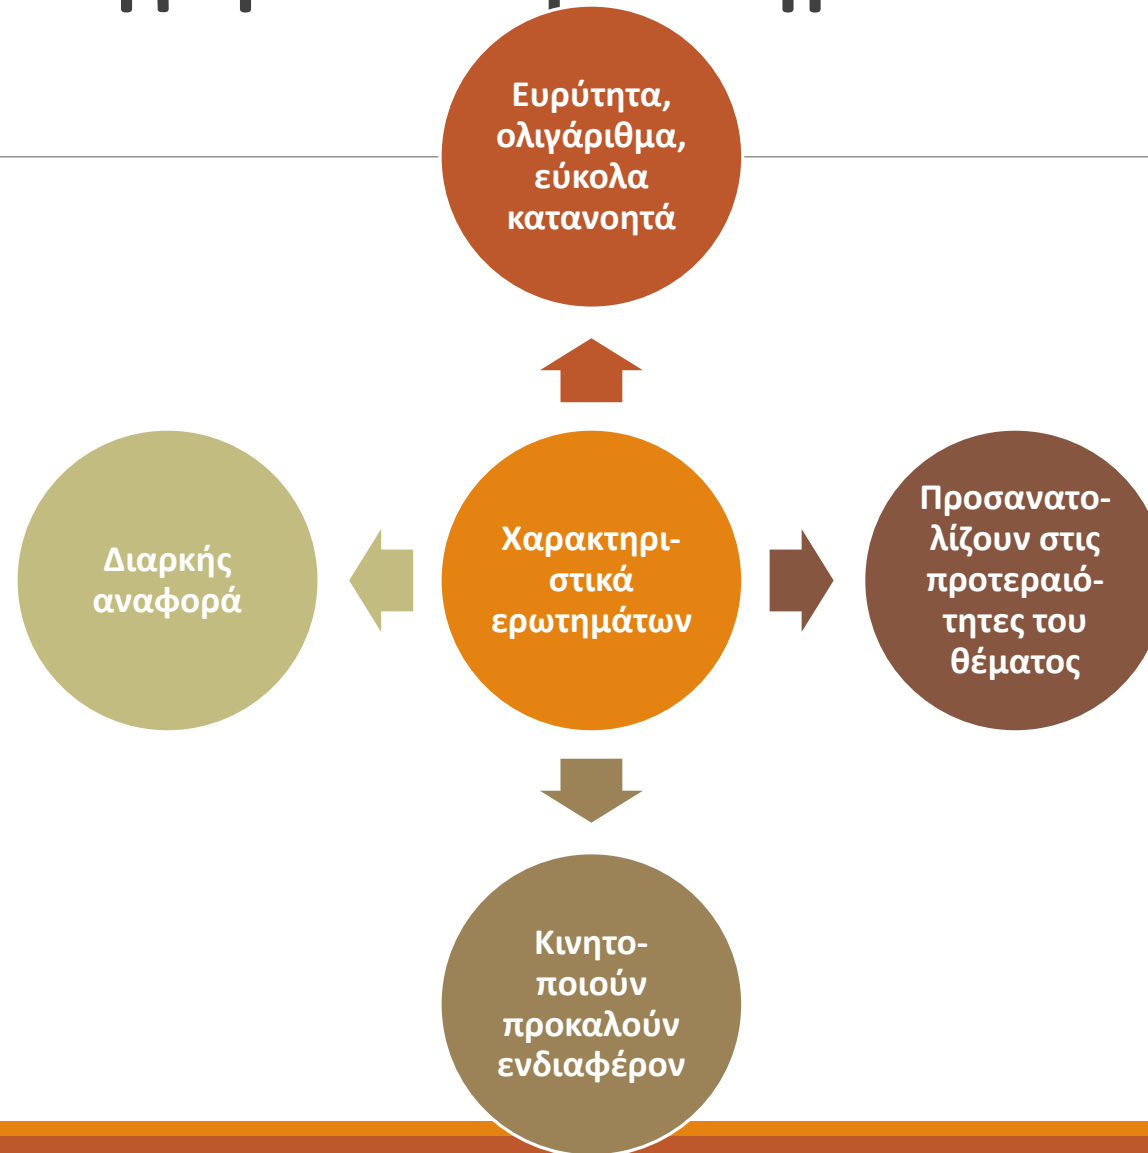 Ευρύτητα,
ολιγάριθμα,
εύκολα
κατανοητά
Διαρκής
αναφορά
Χαρακτηρι-
στικά
ερωτημάτων
Προσανατο-
λίζουν στις
προτεραιό-
τητες του
θέματος
Κινητο-
ποιούν
προκαλούν
ενδιαφέρον